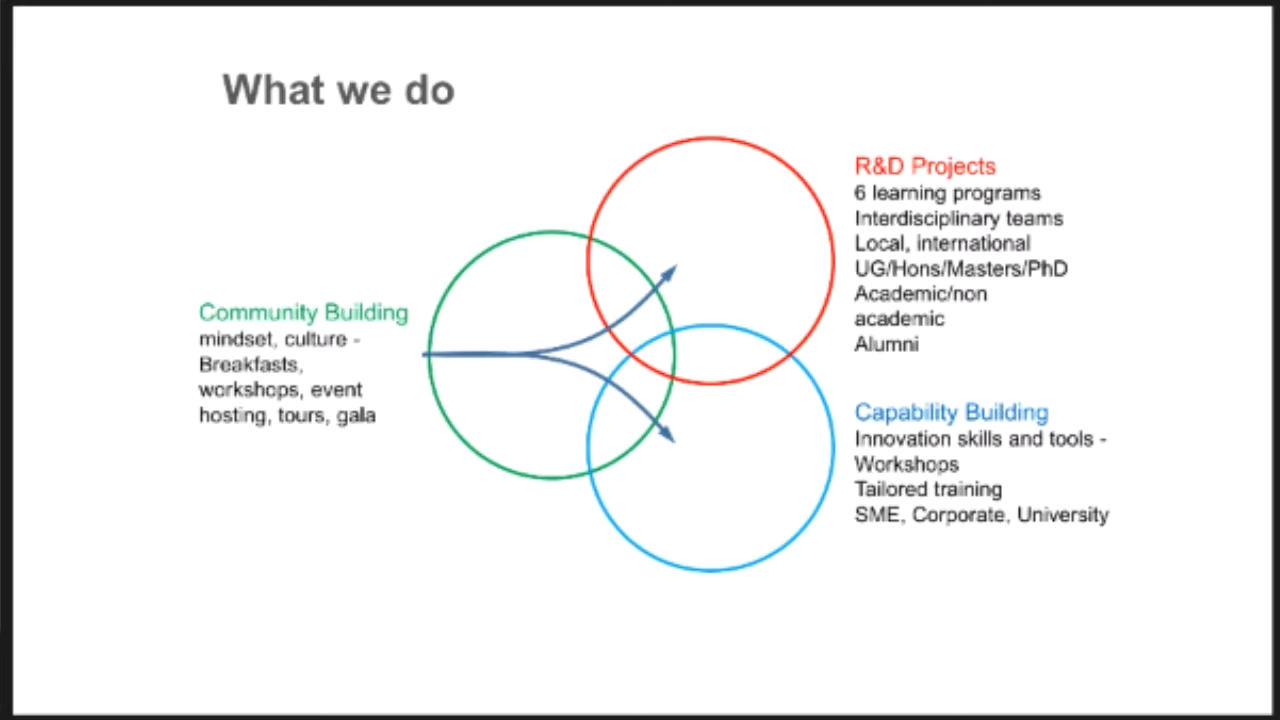 What we do
Community Building
mindset, culture -
Breakfasts,
workshops, event
hosting, tours, gala
R&D Projects
6 learning programs
Interdisciplinary teams
Local, international
UG/Hons/Masters/PhD
Academic/non
academic
Alumni
Capability Building
Innovation skills and tools -
Workshops
Tailored training
SME, Corporate, University